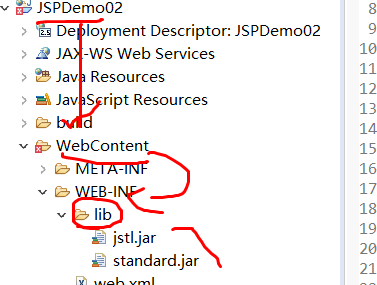 JSPDemo02
Deployment Descriptor: JSPDemo02
JAX-WS Web Services
Java Resources
JavaScript Resources
build
WebContent
META-INF
WEB-INF
lib
jstl.jar
standard.jar
web.xml
8
9
10
11
12
13
14
15
16
17
18
19
20
21